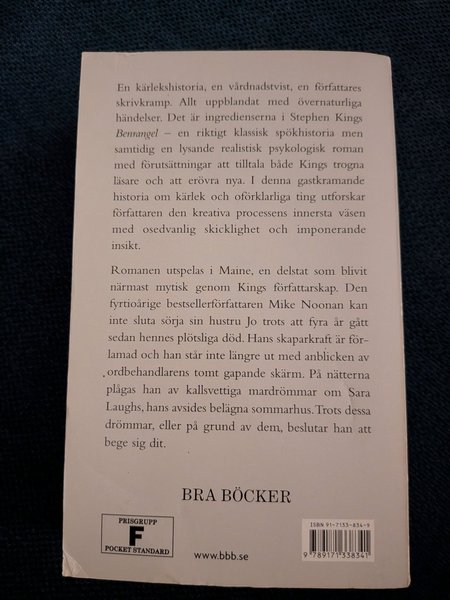 En kärlekshistoria, en vårdnadstvist, en författares
skrivkramp. Allt uppblandat med övernaturliga
händelser. Det är ingredienserna i Stephen Kings
Benrangel – en riktigt klassisk spökhistoria men
samtidig en lysande realistisk psykologisk roman
med förutsättningar att tilltala både Kings trogna
läsare och att erövra nya. I denna gastkramande
historia om kärlek och oförklarliga ting utforskar
författaren den kreativa processens innersta väsen
med osedvanlig skicklighet och imponerande
insikt.
Romanen utspelas i Maine, en delstat som blivit
närmast mytisk genom Kings författarskap. Den
fyrtioårige bestsellerförfattaren Mike Noonan kan
inte sluta sörja sin hustru Jo trots att fyra år gått
sedan hennes plötsliga död. Hans skaparkraft är för-
lamad och han står inte längre ut med anblicken av
ordbehandlarens tomt gapande skärm. På nätterna
plågas han av kallsvettiga mardrömmar om Sara
Laughs, hans avsides belägna sommarhus. Trots dessa
drömmar, eller på grund av dem, beslutar han att
bege sig dit.
BRA BÖCKER
PRISGRUPP
F
POCKET STANDARD
www.bbb.se
ISBN 91-7133-834-9
9 789171 338341